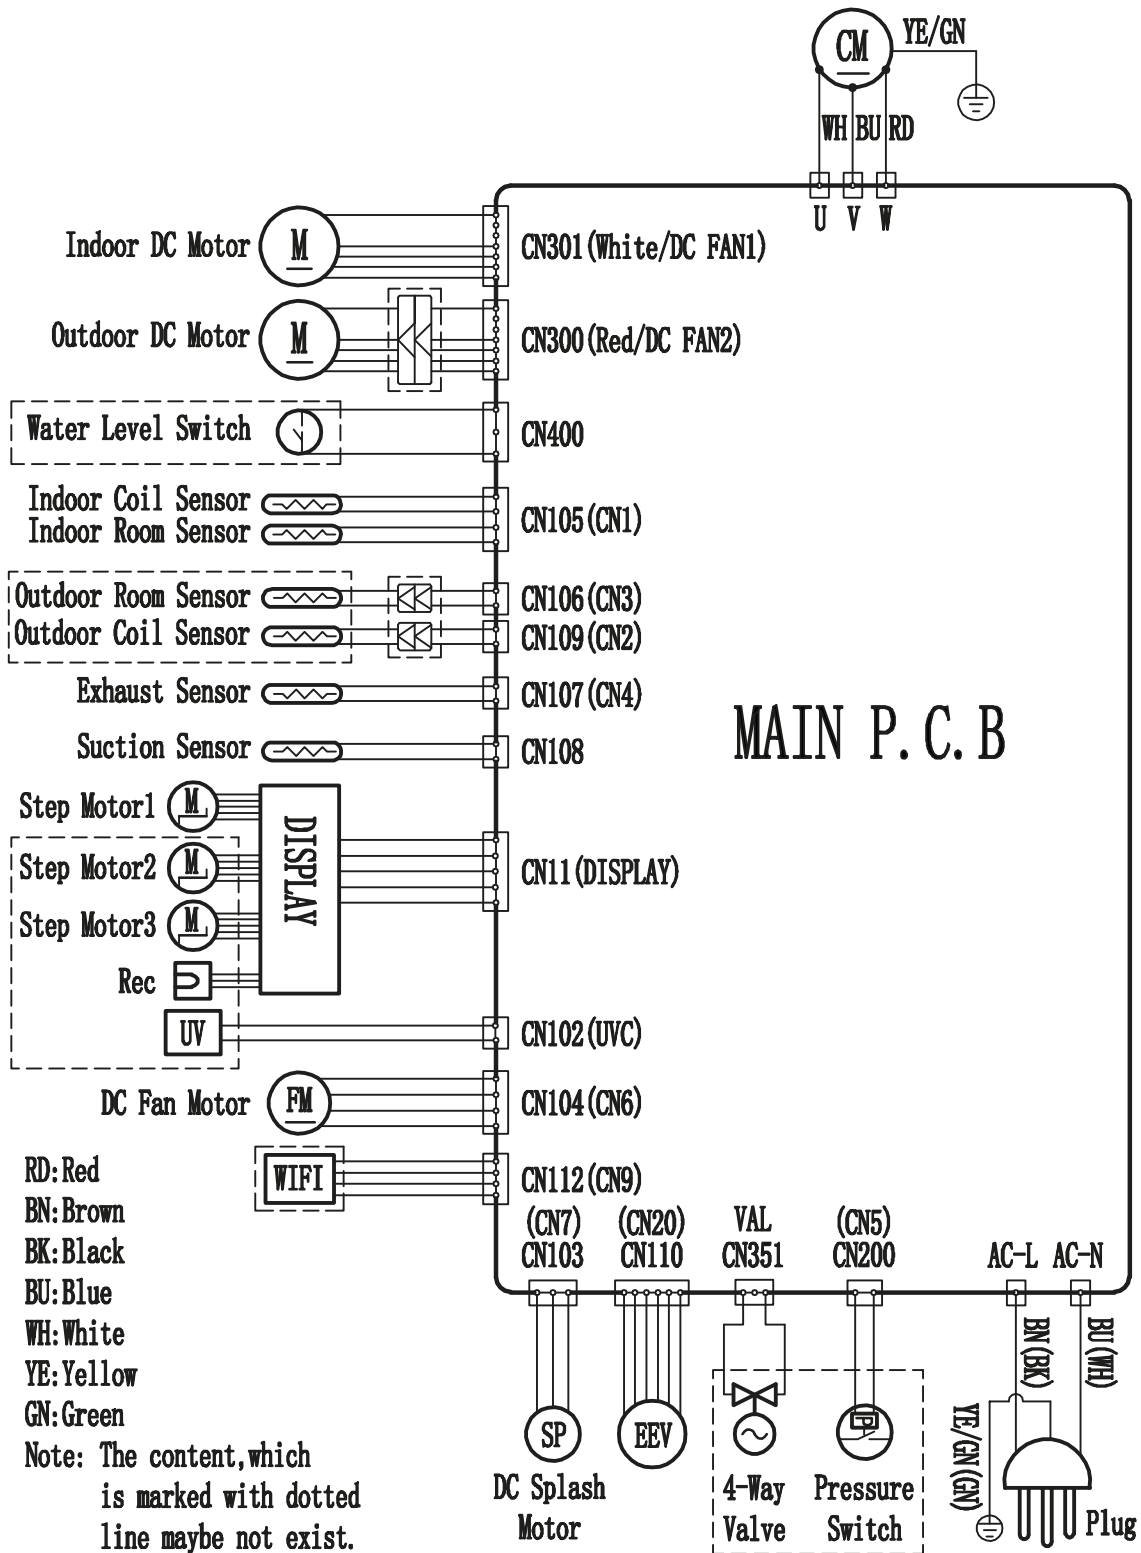 CM
YE/GN
WH BU RD
U V W
Indoor DC Motor
M
CN301(White/DC FAN1)
Outdoor DC Motor
M
CN300(Red/DC FAN2)
Water Level Switch
CN400
Indoor Coil Sensor
Indoor Room Sensor
CN105(CN1)
Outdoor Room Sensor
CN106(CN3)
Outdoor Coil Sensor
CN109(CN2)
Exhaust Sensor
CN107(CN4)
MAIN P.C.B
Suction Sensor
CN108
Step Motor1
M
DISPLAY
Step Motor2
M
CN11(DISPLAY)
Step Motor3
M
Rec
UV
CN102(UVC)
DC Fan Motor
FM
CN104(CN6)
WIFI
CN112(CN9)
(CN7)
CN103
(CN20)
CN110
VAL
CN351
(CN5)
CN200
AC-L
AC-N
BN(BK)
BU(WH)
YE/GN(GN)
SP
DC Splash
Motor
EEV
4-Way
Valve
P
Pressure
Switch
Plug
RD:Red
BN:Brown
BK:Black
BU:Blue
WH:White
YE:Yellow
GN:Green
Note: The content,which
is marked with dotted
line maybe not exist.